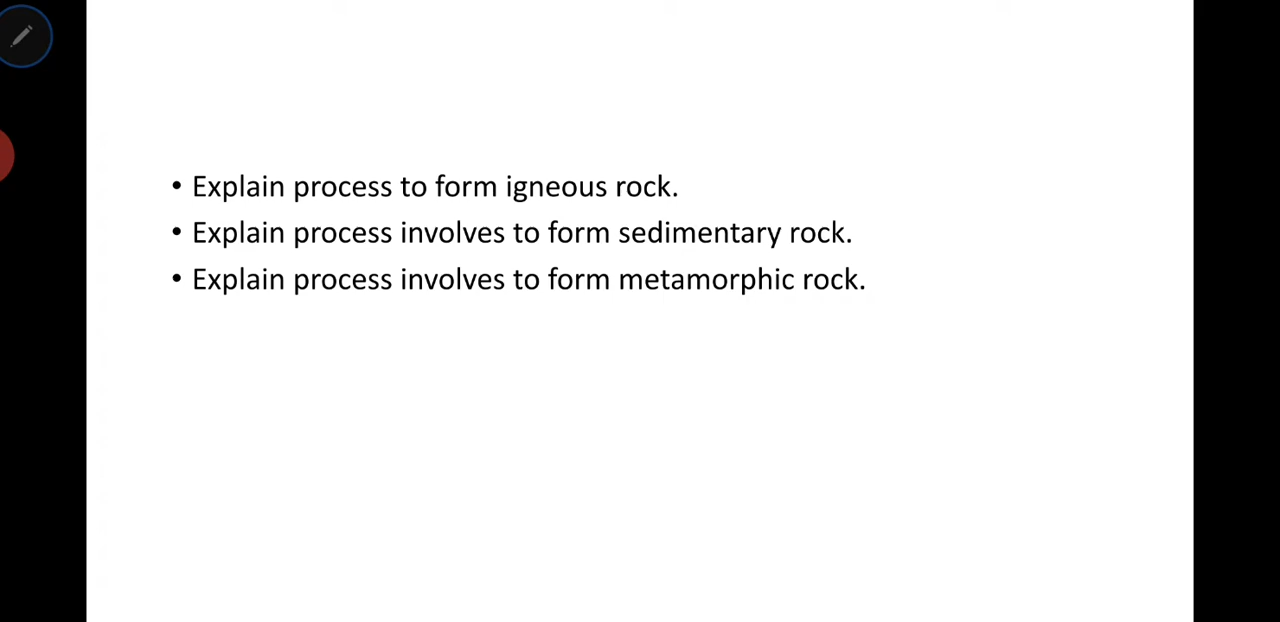 • Explain process to form igneous rock.
• Explain process involves to form sedimentary rock.
• Explain process involves to form metamorphic rock.